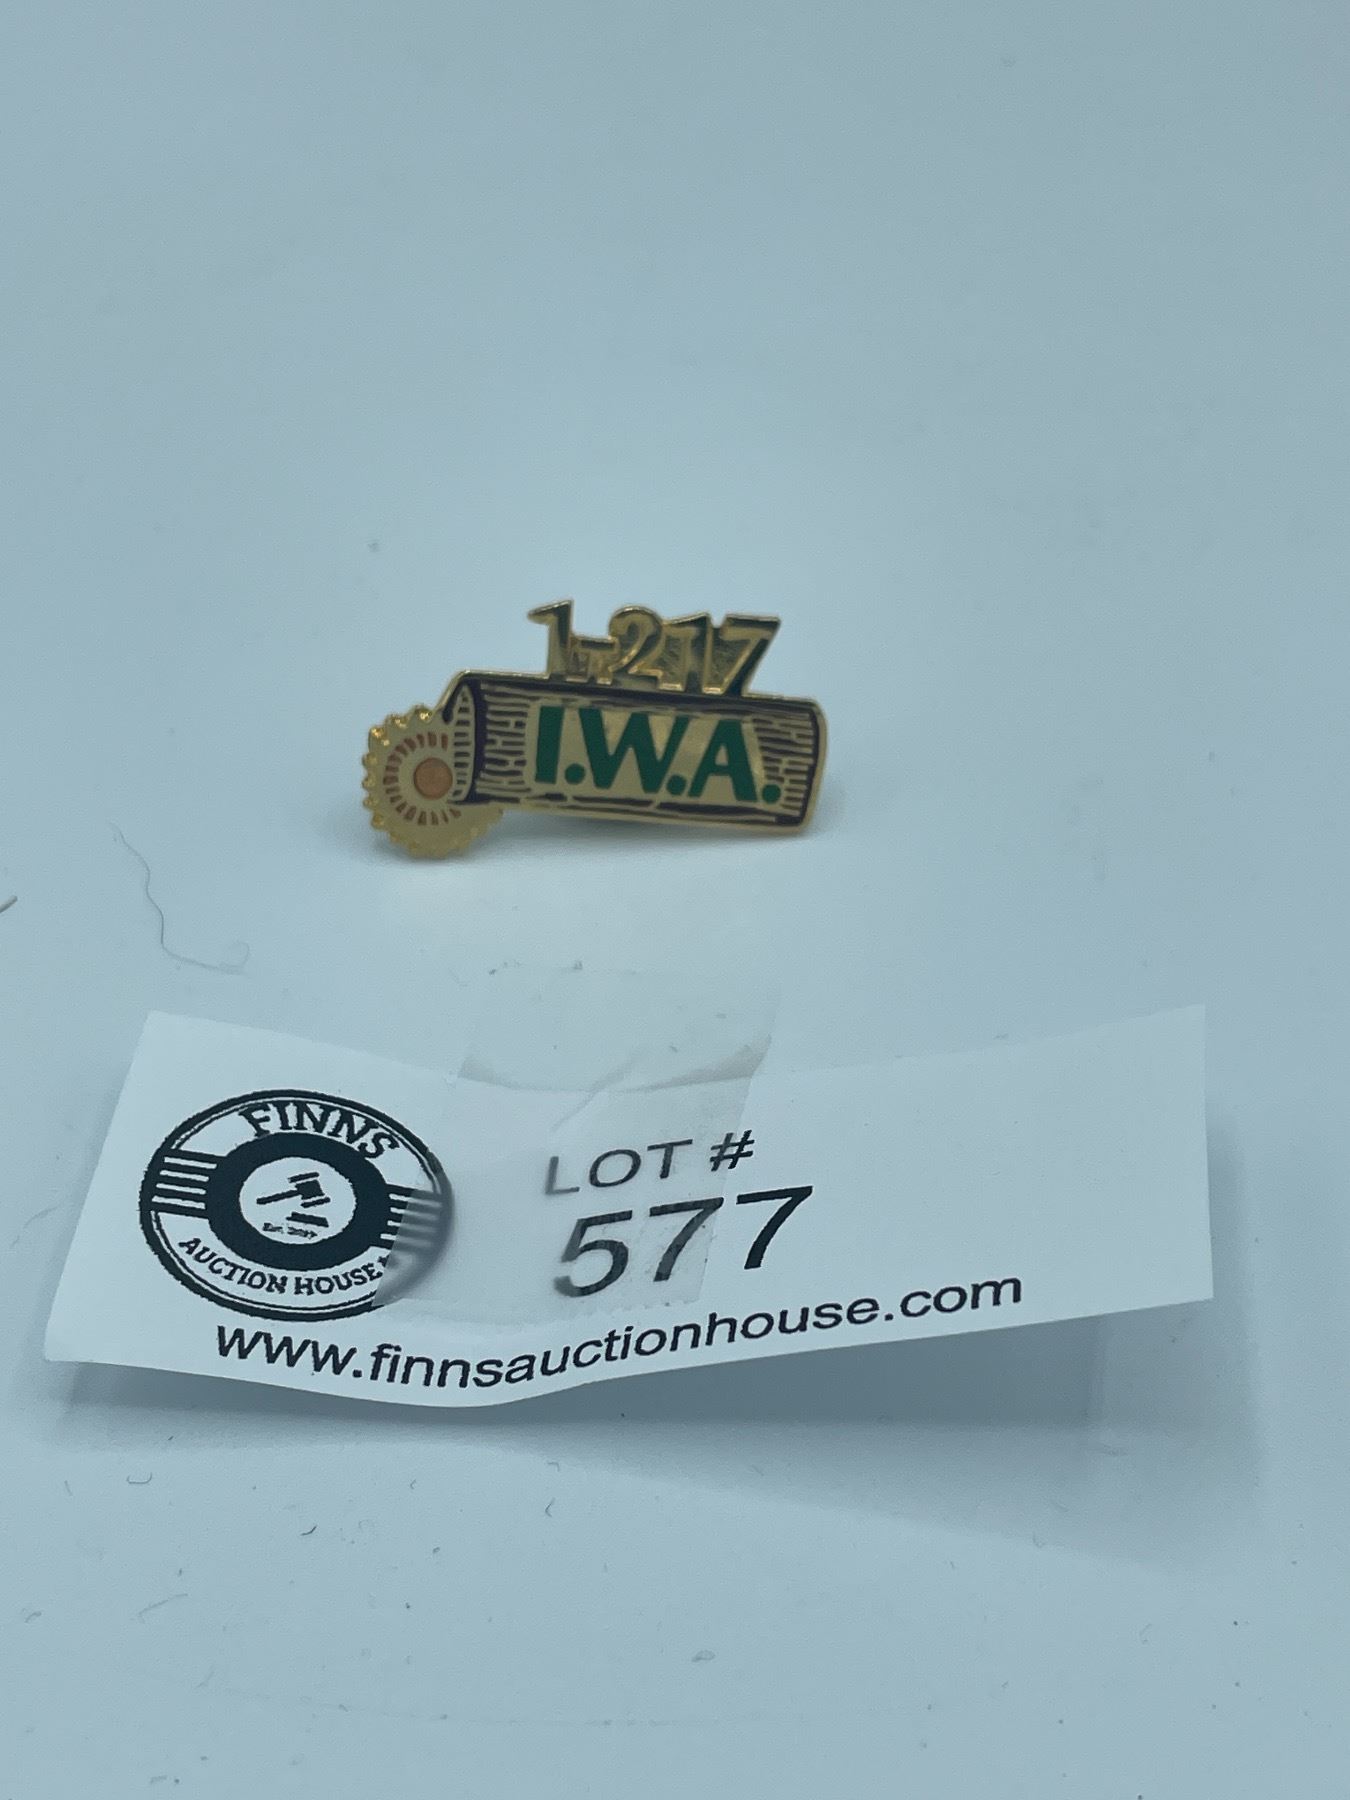 1-217
I.W.A.
FINNS
AUCTION HOUSE
LOT #
577
www.finnsauctionhouse.com